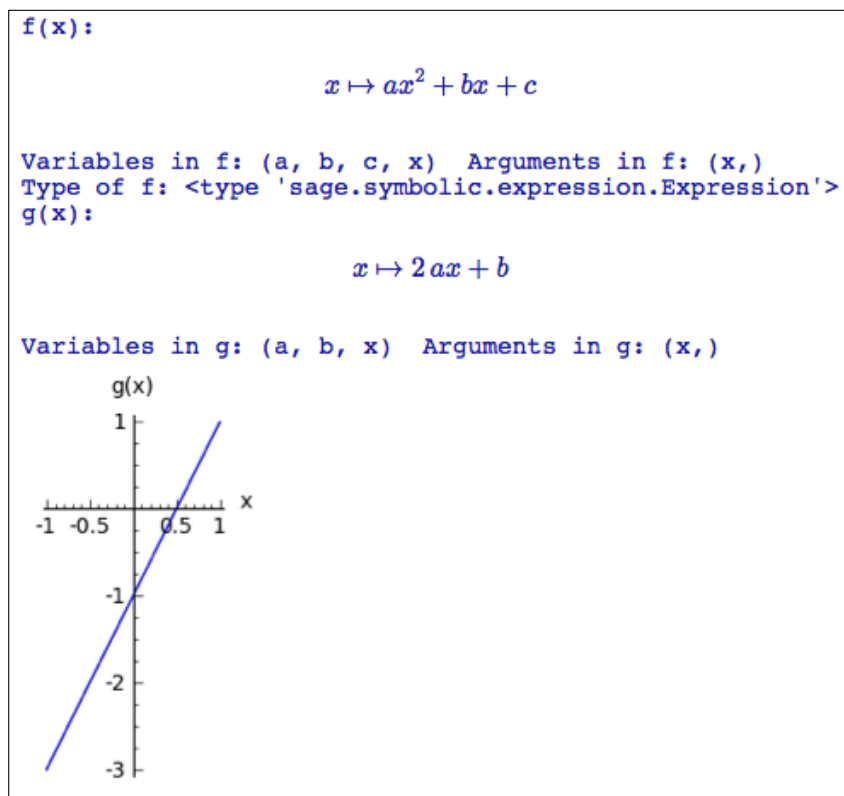 f(x):
x ↦ ax² + bx + c
Variables in f: (a, b, c, x)  Arguments in f: (x,)
Type of f: <type 'sage.symbolic.expression.Expression'>
g(x):
x ↦ 2 ax + b
Variables in g: (a, b, x)  Arguments in g: (x,)
g(x)
1
x
-1 -0.5 0.5 1
-1
-2
-3